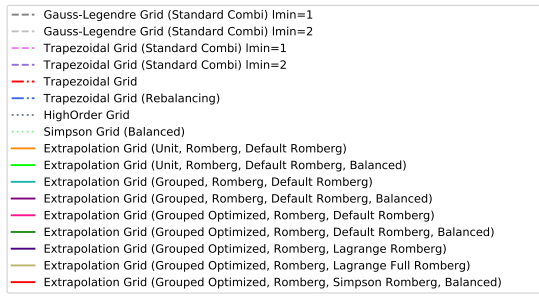 Gauss-Legendre Grid (Standard Combi) lmin=1
Gauss-Legendre Grid (Standard Combi) lmin=2
Trapezoidal Grid (Standard Combi) lmin=1
Trapezoidal Grid (Standard Combi) lmin=2
Trapezoidal Grid
Trapezoidal Grid (Rebalancing)
HighOrder Grid
Simpson Grid (Balanced)
Extrapolation Grid (Unit, Romberg, Default Romberg)
Extrapolation Grid (Unit, Romberg, Default Romberg, Balanced)
Extrapolation Grid (Grouped, Romberg, Default Romberg)
Extrapolation Grid (Grouped, Romberg, Default Romberg, Balanced)
Extrapolation Grid (Grouped Optimized, Romberg, Default Romberg)
Extrapolation Grid (Grouped Optimized, Romberg, Default Romberg, Balanced)
Extrapolation Grid (Grouped Optimized, Romberg, Lagrange Romberg)
Extrapolation Grid (Grouped Optimized, Romberg, Lagrange Full Romberg)
Extrapolation Grid (Grouped Optimized, Romberg, Simpson Romberg, Balanced)